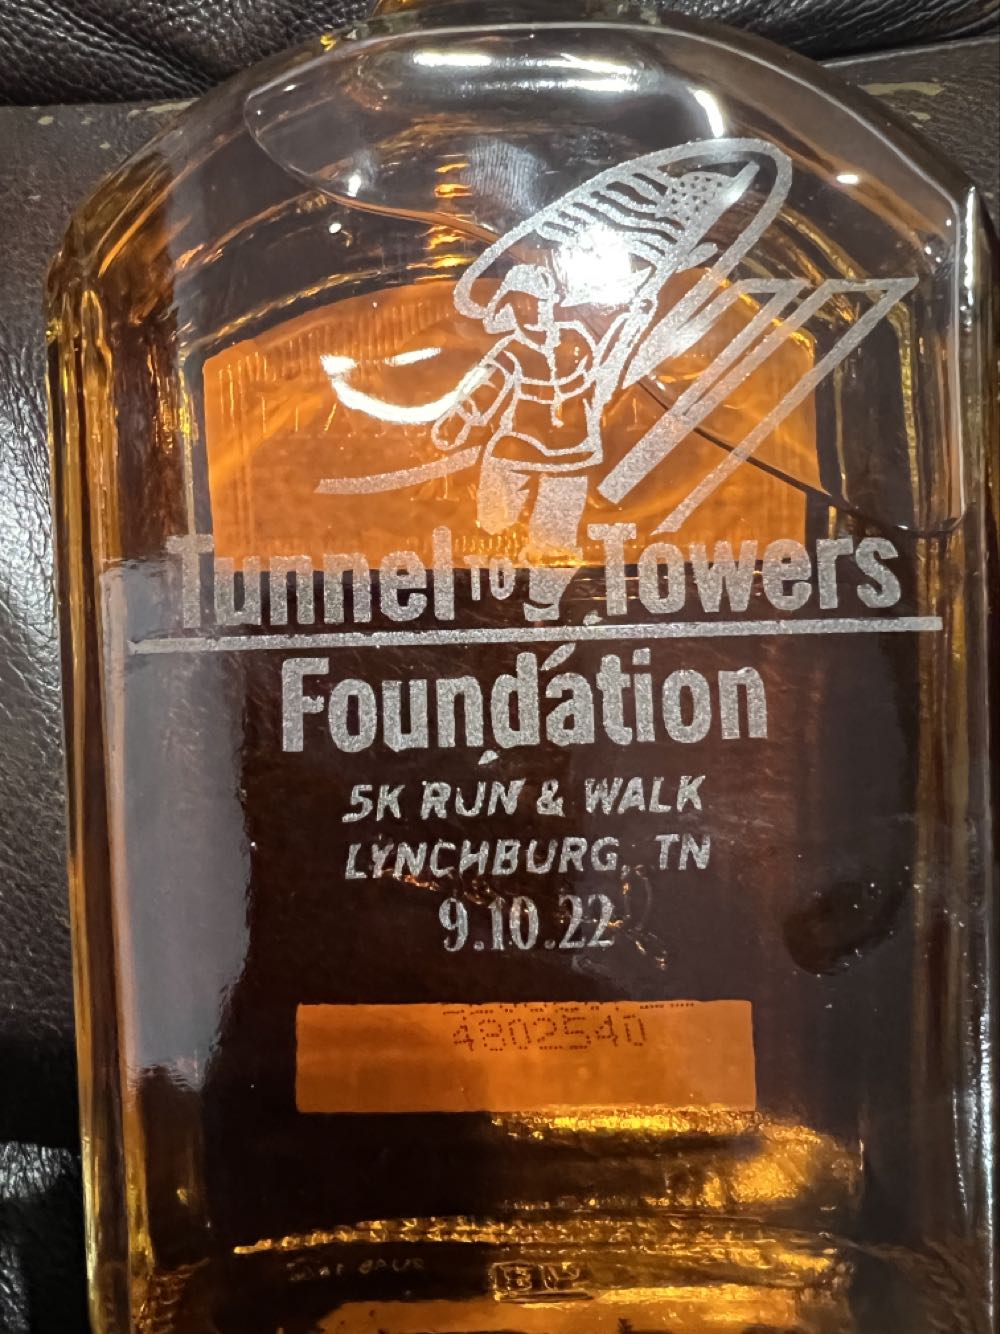 Tunnel TO Towers
Foundation
5K RUN & WALK
LYNCHBURG, TN
9.10.22
4802540